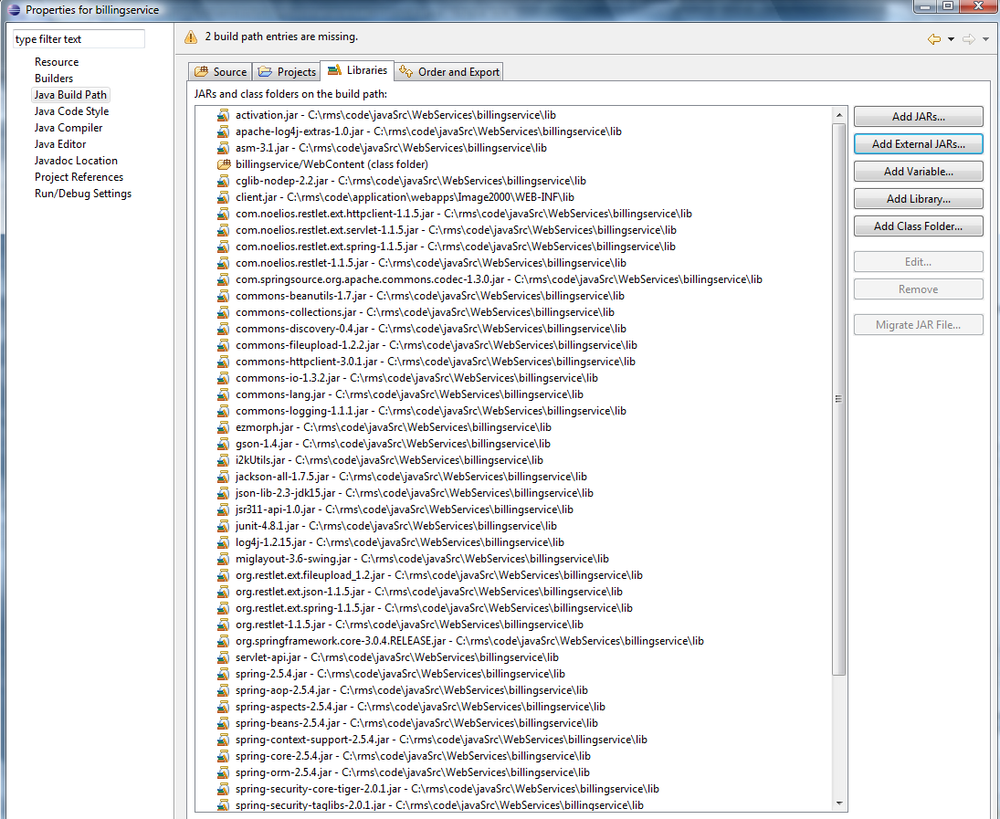 Properties for billingservice
type filter text
Resource
Builders
Java Build Path
Java Code Style
Java Compiler
Java Editor
Javadoc Location
Project References
Run/Debug Settings
2 build path entries are missing.
Source
Projects
Libraries
Order and Export
JARs and class folders on the build path:
activation.jar - C:\rms\code\javaSrc\WebServices\billingservice\lib
apache-log4j-extras-1.0.jar - C:\rms\code\javaSrc\WebServices\billingservice\lib
asm-3.1.jar - C:\rms\code\javaSrc\WebServices\billingservice\lib
billingservice/WebContent (class folder)
cglib-nodep-2.2.jar - C:\rms\code\javaSrc\WebServices\billingservice\lib
client.jar - C:\rms\code\application\webapps\Image2000\WEB-INF\lib
com.noelios.restlet.ext.httpclient-1.1.5.jar - C:\rms\code\javaSrc\WebServices\billingservice\lib
com.noelios.restlet.ext.servlet-1.1.5.jar - C:\rms\code\javaSrc\WebServices\billingservice\lib
com.noelios.restlet.ext.spring-1.1.5.jar - C:\rms\code\javaSrc\WebServices\billingservice\lib
com.noelios.restlet-1.1.5.jar - C:\rms\code\javaSrc\WebServices\billingservice\lib
com.springsource.org.apache.commons.codec-1.3.0.jar - C:\rms\code\javaSrc\WebServices\billingservice\lib
commons-beanutils-1.7.jar - C:\rms\code\javaSrc\WebServices\billingservice\lib
commons-collections.jar - C:\rms\code\javaSrc\WebServices\billingservice\lib
commons-discovery-0.4.jar - C:\rms\code\javaSrc\WebServices\billingservice\lib
commons-fileupload-1.2.2.jar - C:\rms\code\javaSrc\WebServices\billingservice\lib
commons-httpclient-3.0.1.jar - C:\rms\code\javaSrc\WebServices\billingservice\lib
commons-io-1.3.2.jar - C:\rms\code\javaSrc\WebServices\billingservice\lib
commons-lang.jar - C:\rms\code\javaSrc\WebServices\billingservice\lib
commons-logging-1.1.1.jar - C:\rms\code\javaSrc\WebServices\billingservice\lib
ezmorph.jar - C:\rms\code\javaSrc\WebServices\billingservice\lib
gson-1.4.jar - C:\rms\code\javaSrc\WebServices\billingservice\lib
i2kUtils.jar - C:\rms\code\javaSrc\WebServices\billingservice\lib
jackson-all-1.7.5.jar - C:\rms\code\javaSrc\WebServices\billingservice\lib
json-lib-2.3-jdk15.jar - C:\rms\code\javaSrc\WebServices\billingservice\lib
jsr311-api-1.0.jar - C:\rms\code\javaSrc\WebServices\billingservice\lib
junit-4.8.1.jar - C:\rms\code\javaSrc\WebServices\billingservice\lib
log4j-1.2.15.jar - C:\rms\code\javaSrc\WebServices\billingservice\lib
miglayout-3.6-swing.jar - C:\rms\code\javaSrc\WebServices\billingservice\lib
org.restlet.ext.fileupload_1.2.jar - C:\rms\code\javaSrc\WebServices\billingservice\lib
org.restlet.ext.json-1.1.5.jar - C:\rms\code\javaSrc\WebServices\billingservice\lib
org.restlet.ext.spring-1.1.5.jar - C:\rms\code\javaSrc\WebServices\billingservice\lib
org.restlet-1.1.5.jar - C:\rms\code\javaSrc\WebServices\billingservice\lib
org.springframework.core-3.0.4.RELEASE.jar - C:\rms\code\javaSrc\WebServices\billingservice\lib
servlet-api.jar - C:\rms\code\javaSrc\WebServices\billingservice\lib
spring-2.5.4.jar - C:\rms\code\javaSrc\WebServices\billingservice\lib
spring-aop-2.5.4.jar - C:\rms\code\javaSrc\WebServices\billingservice\lib
spring-aspects-2.5.4.jar - C:\rms\code\javaSrc\WebServices\billingservice\lib
spring-beans-2.5.4.jar - C:\rms\code\javaSrc\WebServices\billingservice\lib
spring-context-support-2.5.4.jar - C:\rms\code\javaSrc\WebServices\billingservice\lib
spring-core-2.5.4.jar - C:\rms\code\javaSrc\WebServices\billingservice\lib
spring-orm-2.5.4.jar - C:\rms\code\javaSrc\WebServices\billingservice\lib
spring-security-core-tiger-2.0.1.jar - C:\rms\code\javaSrc\WebServices\billingservice\lib
spring-security-taglibs-2.0.1.jar - C:\rms\code\javaSrc\WebServices\billingservice\lib
Add JARs...
Add External JARs...
Add Variable...
Add Library...
Add Class Folder...
Edit...
Remove
Migrate JAR File...